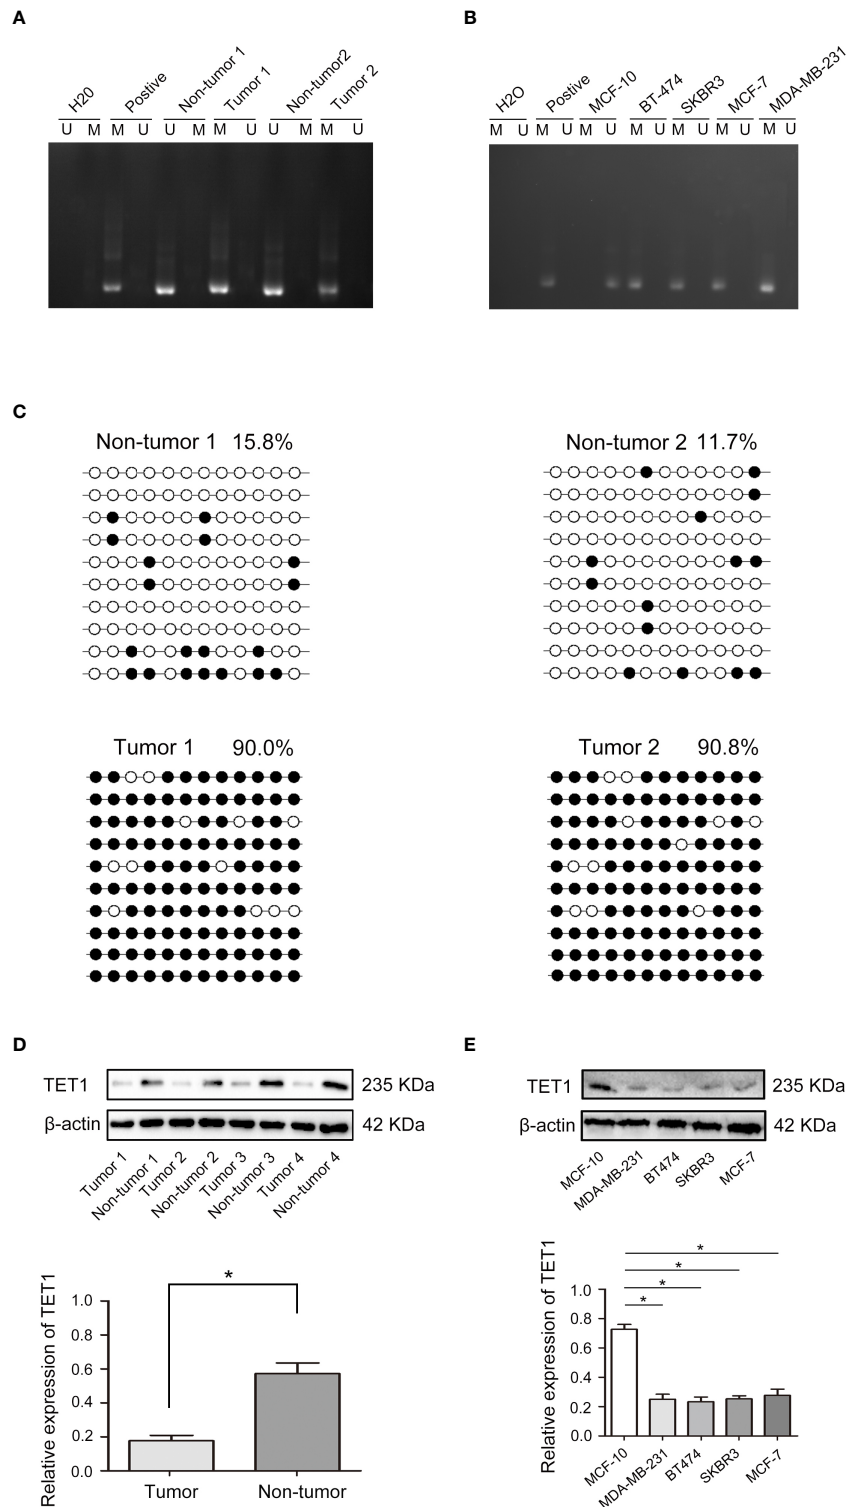 A
H20 Postive Non-tumor 1 Tumor 1 Non-tumor2 Tumor 2
U M M U U M M U U M M U
B
H2O Postive MCF-10 BT-474 SKBR3 MCF-7 MDA-MB-231
M U M U M U M U M U M U M U
C
Non-tumor 1 15.8%
Non-tumor 2 11.7%
Tumor 1 90.0%
Tumor 2 90.8%
D
TET1 235 KDa
β-actin 42 KDa
Tumor 1 Non-tumor 1 Tumor 2 Non-tumor 2 Tumor 3 Non-tumor 3 Tumor 4 Non-tumor 4
Relative expression of TET1
*
1.0
0.8
0.6
0.4
0.2
0.0
Tumor Non-tumor
E
TET1 235 KDa
β-actin 42 KDa
MCF-10 MDA-MB-231 BT474 SKBR3 MCF-7
Relative expression of TET1
*
*
*
*
1.0
0.8
0.6
0.4
0.2
0.0
MCF-10 MDA-MB-231 BT474 SKBR3 MCF-7